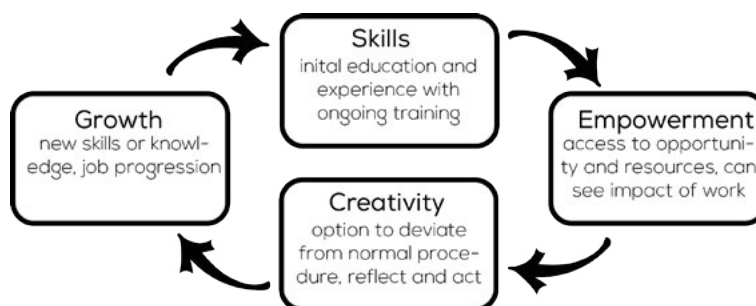 Skills
inital education and
experience with
ongoing training
Growth
new skills or knowl-
edge, job progression
Empowerment
access to opportuni-
ty and resources, can
see impact of work
Creativity
option to deviate
from normal proce-
dure, reflect and act